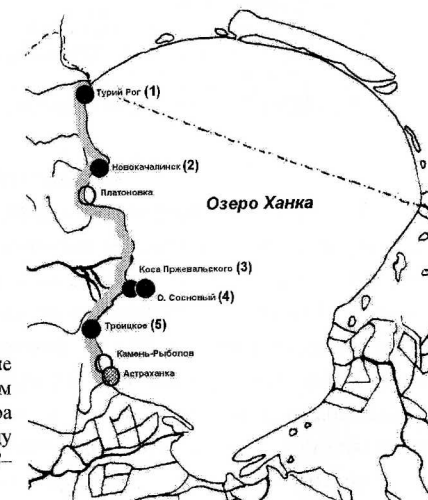 Турий Рог (1)
Новокачалинск (2)
Платоновка
Озеро Ханка
Коса Пржевальского (3)
О. Сосновый (4)
Троицкое (5)
Камень-Рыболов
Астраханка